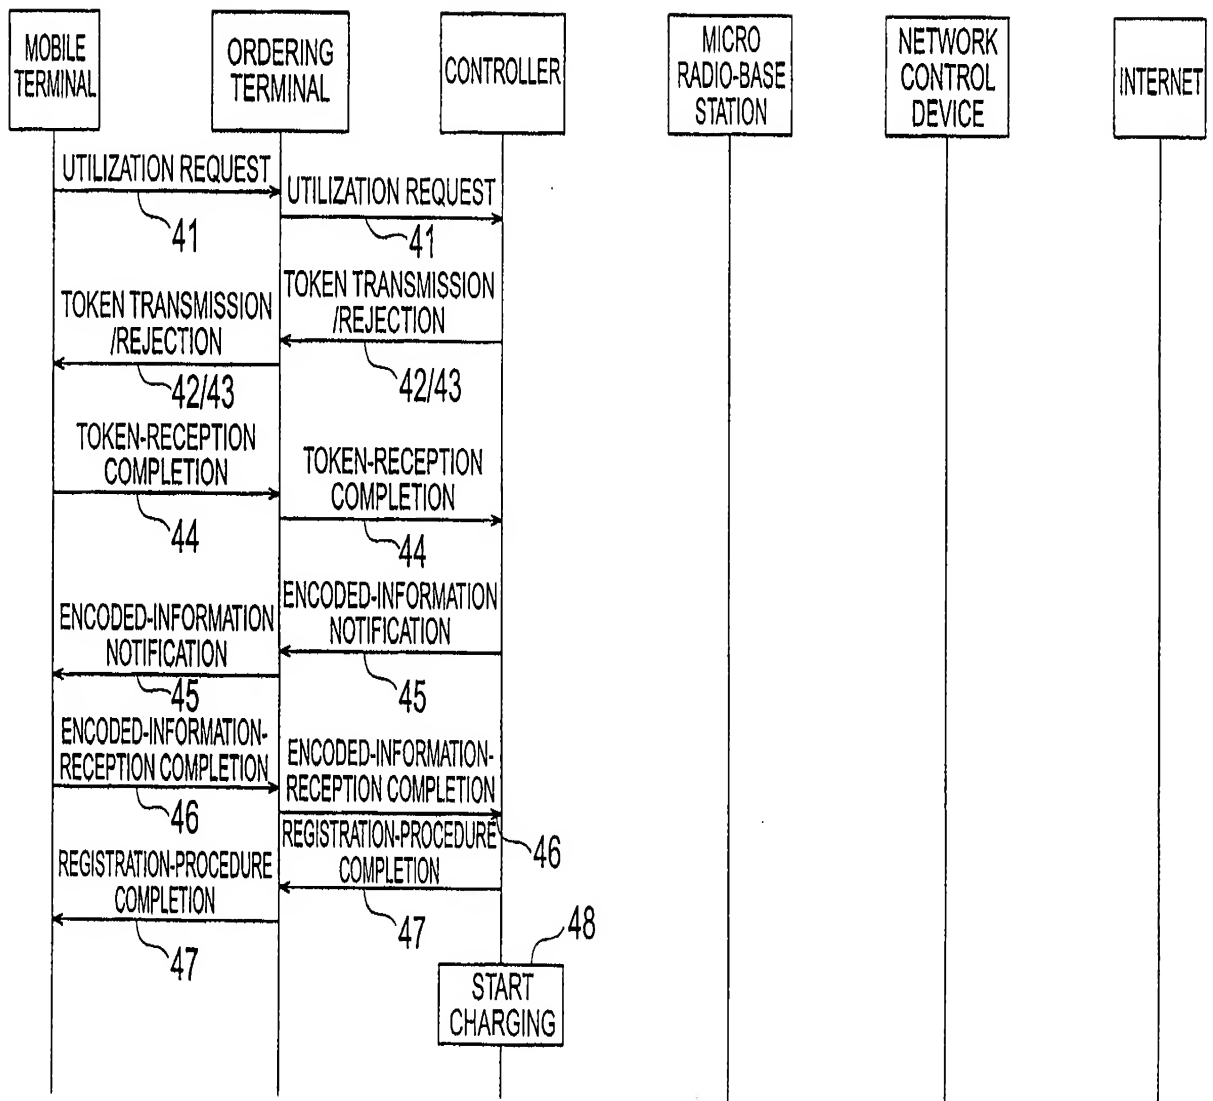 MOBILE
TERMINAL
ORDERING
TERMINAL
CONTROLLER
MICRO
RADIO-BASE
STATION
NETWORK
CONTROL
DEVICE
INTERNET
UTILIZATION REQUEST
41
UTILIZATION REQUEST
41
TOKEN TRANSMISSION
/REJECTION
42/43
TOKEN TRANSMISSION
/REJECTION
42/43
TOKEN-RECEPTION
COMPLETION
44
TOKEN-RECEPTION
COMPLETION
44
ENCODED-INFORMATION
NOTIFICATION
45
ENCODED-INFORMATION
NOTIFICATION
45
ENCODED-INFORMATION-
RECEPTION COMPLETION
46
ENCODED-INFORMATION-
RECEPTION COMPLETION
46
REGISTRATION-PROCEDURE
COMPLETION
47
REGISTRATION-PROCEDURE
COMPLETION
47
48
START
CHARGING